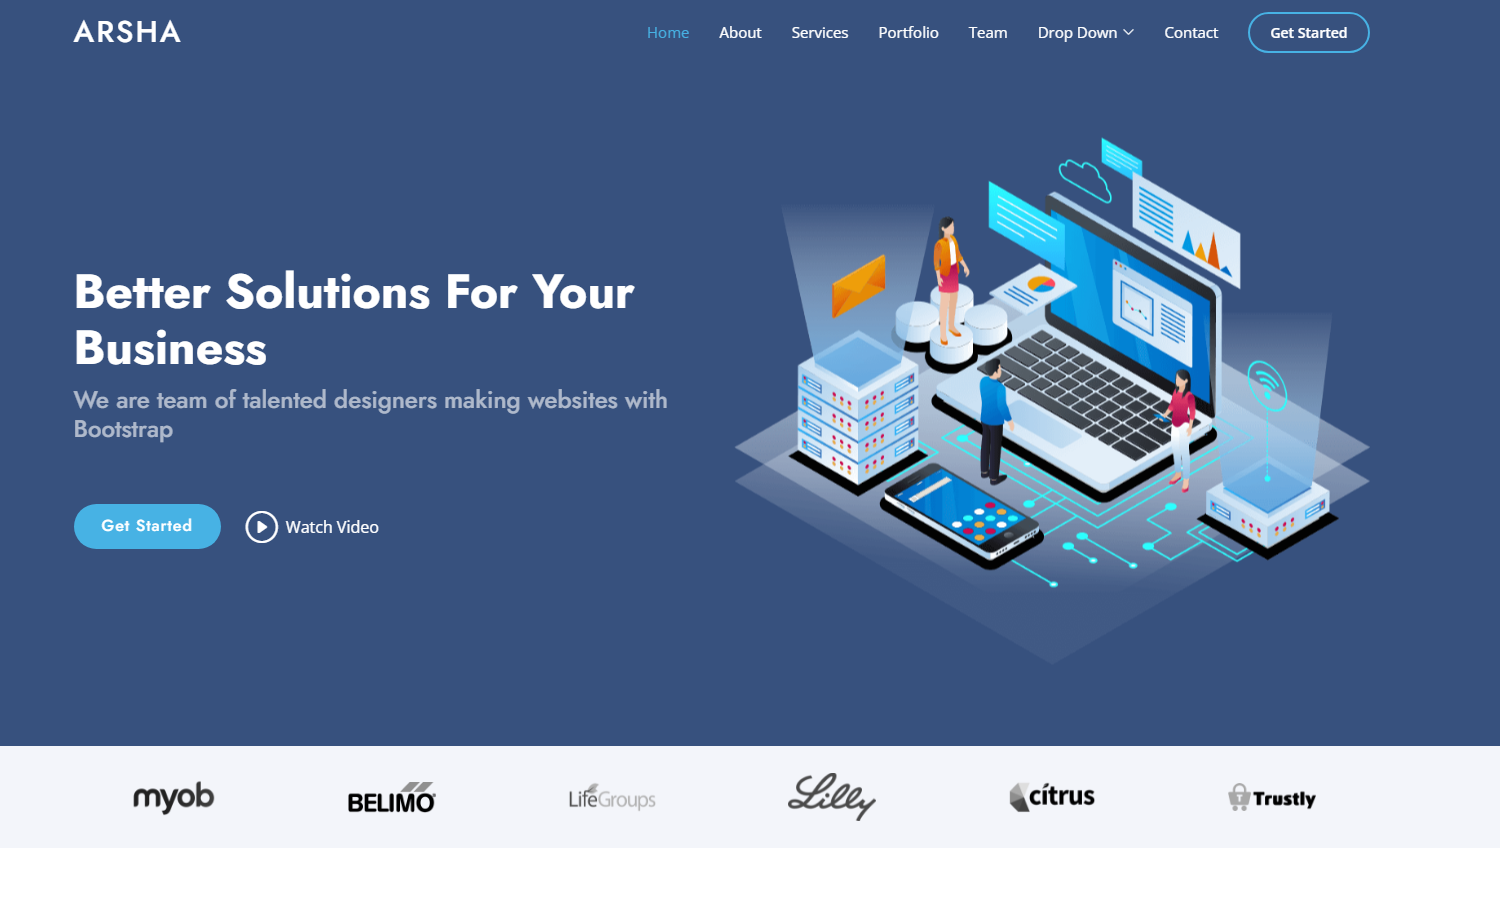 ARSHA
Home About Services Portfolio Team Drop Down Contact Get Started
Better Solutions For Your
Business
We are team of talented designers making websites with
Bootstrap
Get Started Watch Video
myob BELIMO LifeGroups Lilly citrus Trustly